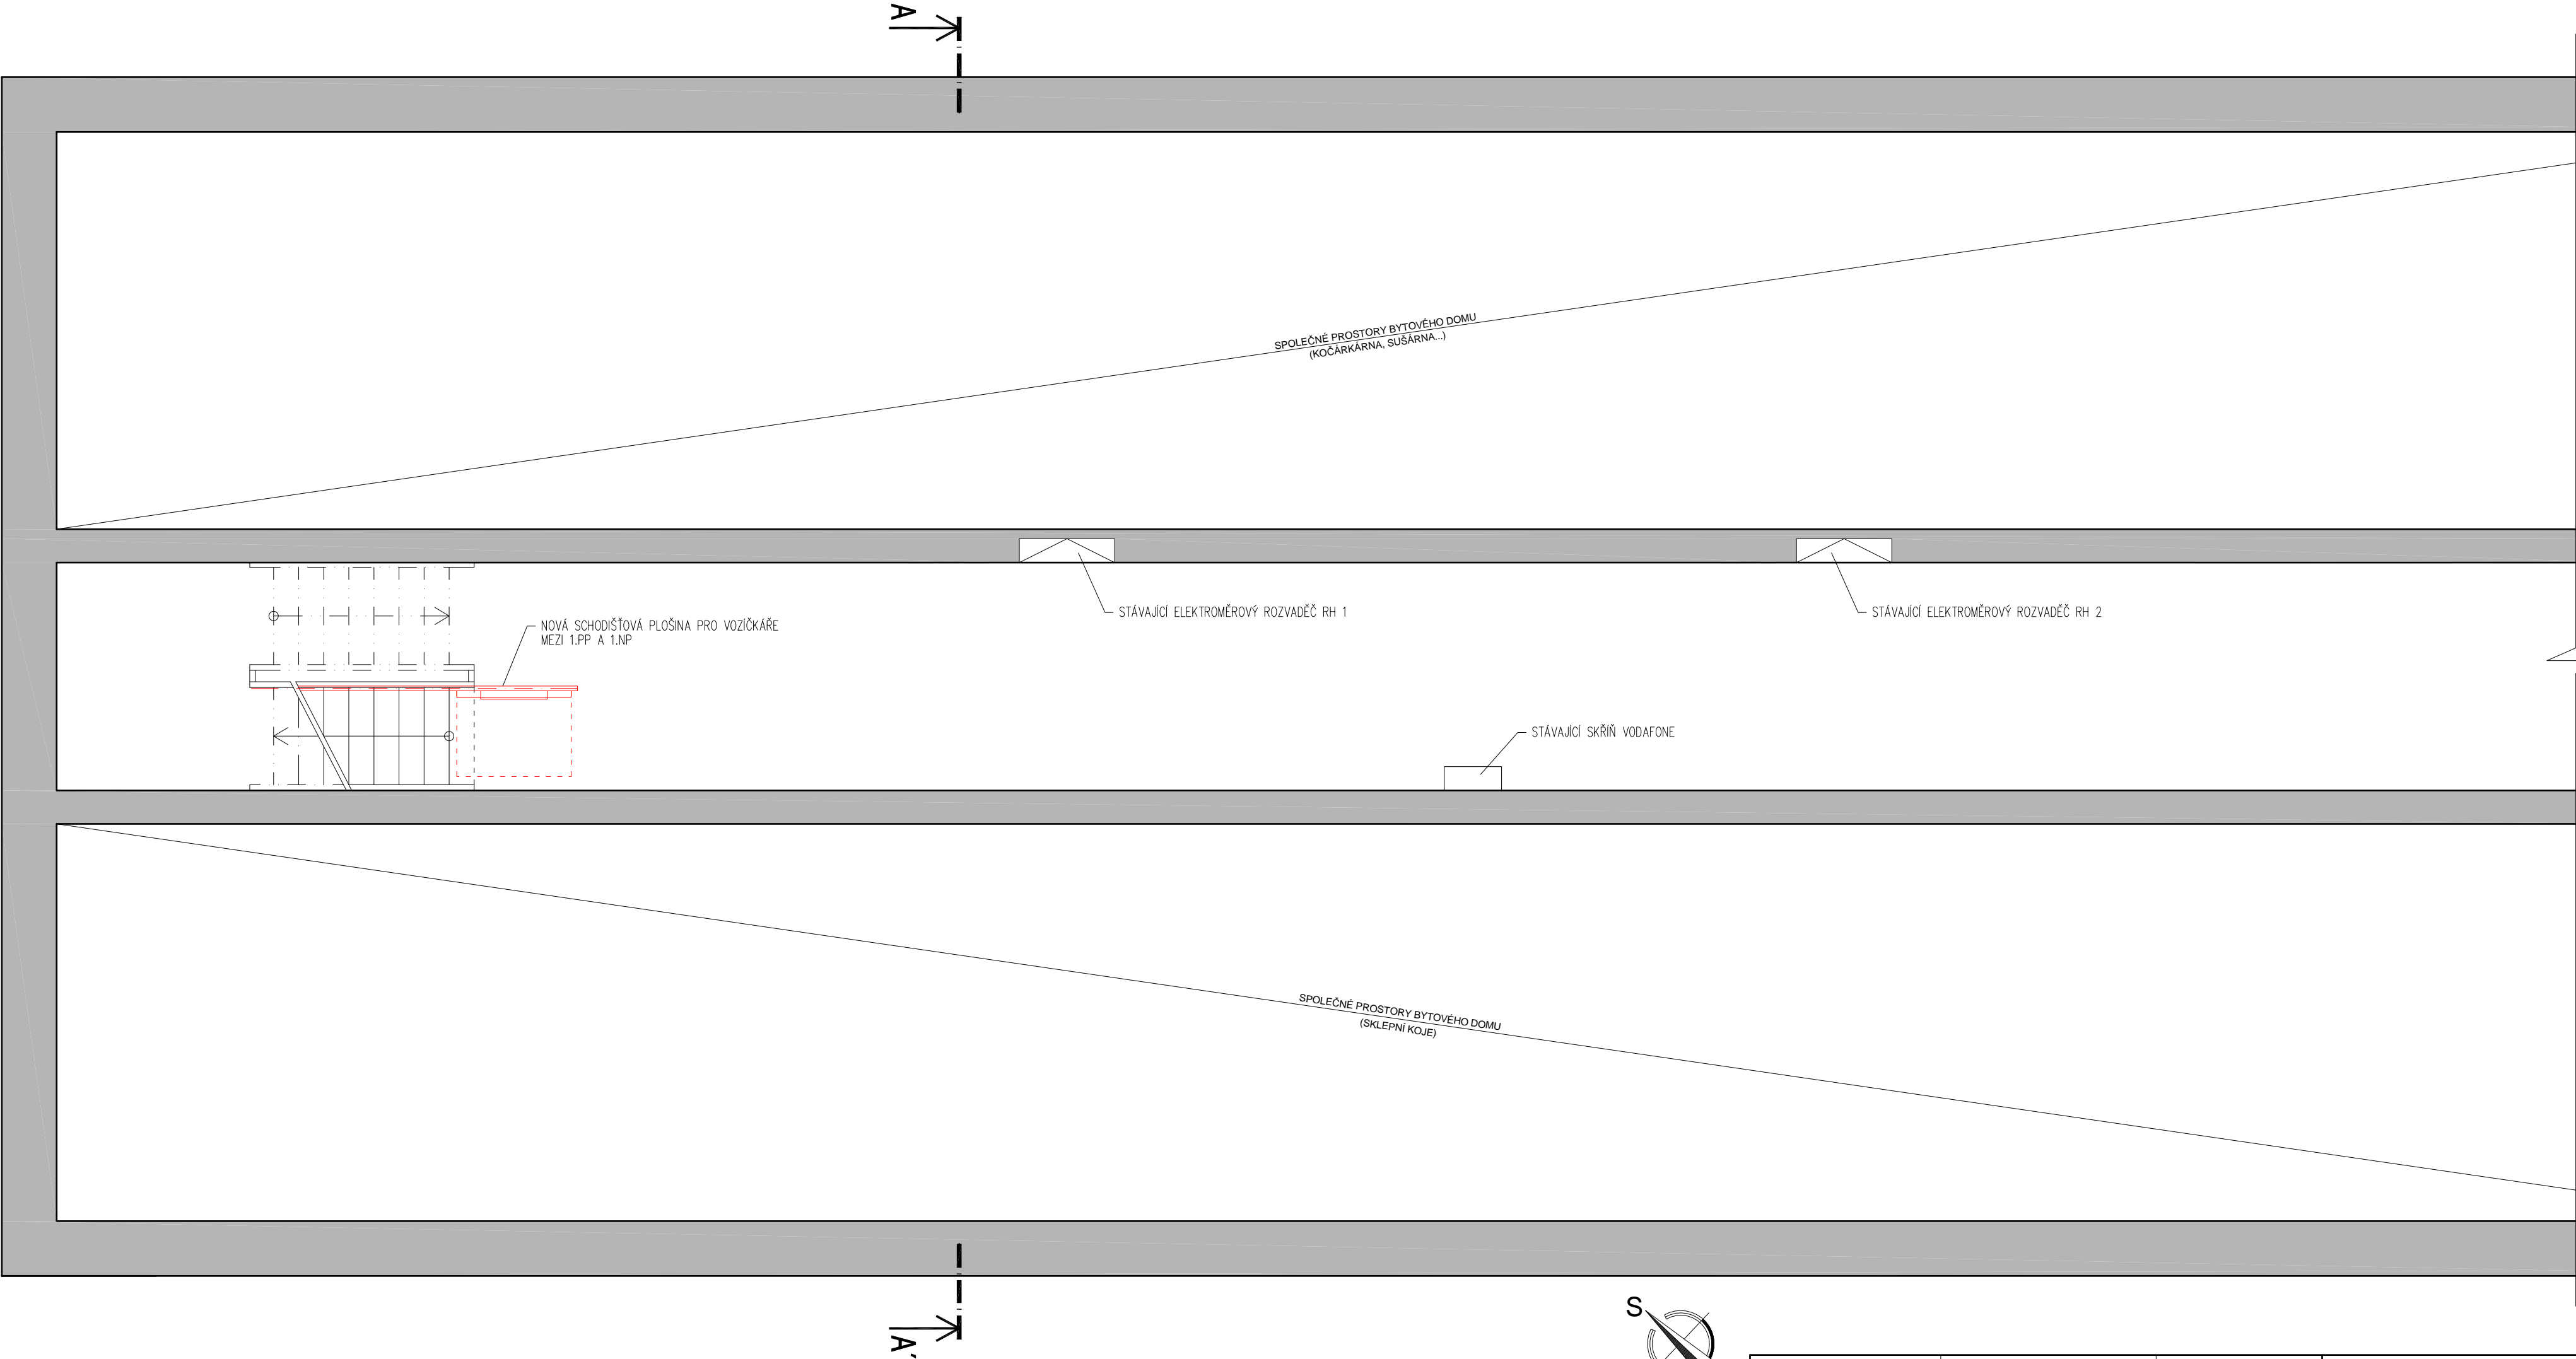 A
SPOLEČNÉ PROSTORY BYTOVÉHO DOMU
(KOČÁRKÁRNA, SUŠÁRNA...)
STÁVAJÍCÍ ELEKTROMĚROVÝ ROZVADĚČ RH 1
STÁVAJÍCÍ ELEKTROMĚROVÝ ROZVADĚČ RH 2
NOVÁ SCHODIŠŤOVÁ PLOŠINA PRO VOZÍČKÁŘE
MEZI 1.PP A 1.NP
STÁVAJÍCÍ SKŘÍŇ VODAFONE
SPOLEČNÉ PROSTORY BYTOVÉHO DOMU
(SKLEPNÍ KOJE)
S
A'